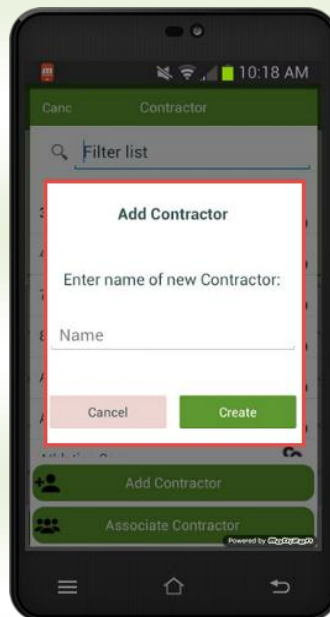 10:18 AM
Canc Contractor
Filter list
Add Contractor
Enter name of new Contractor:
Name
Cancel Create
Add Contractor
Associate Contractor
Powered by